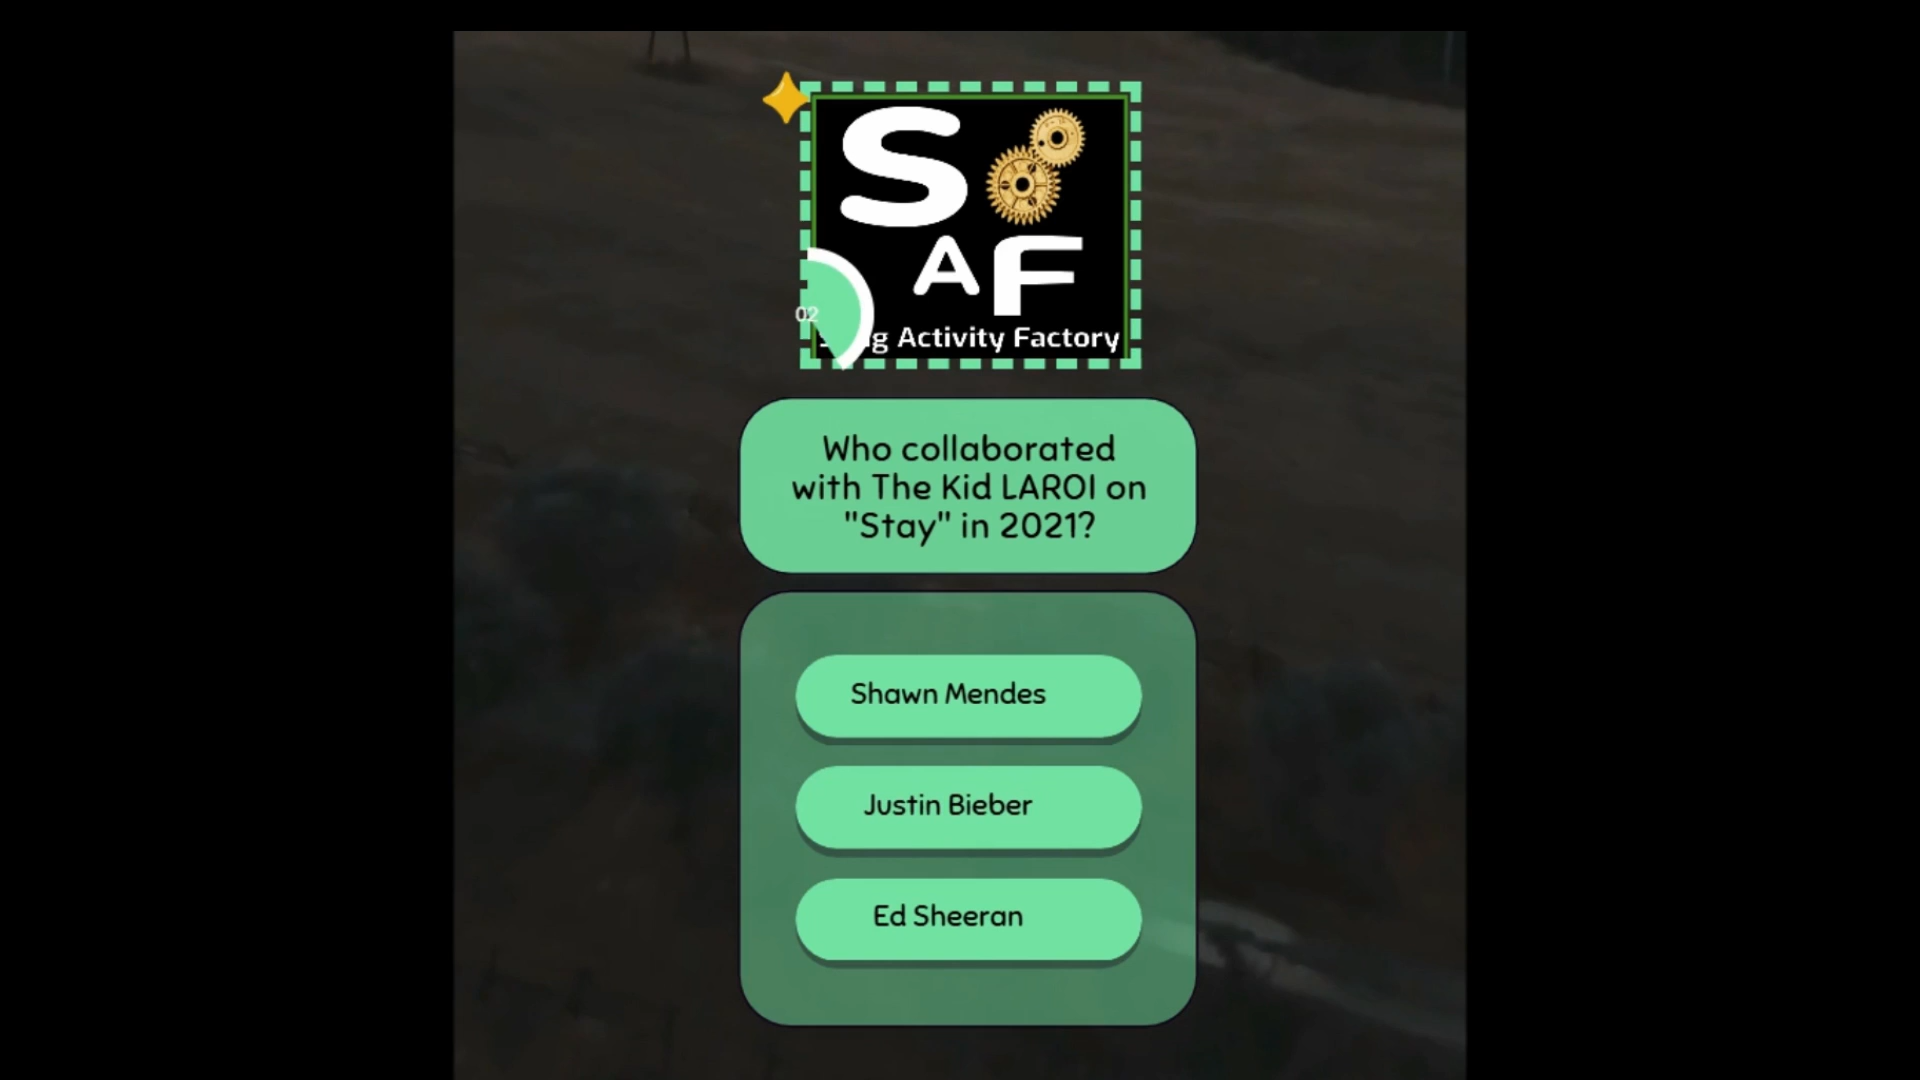 S
AF
02
Activity Factory
Who collaborated
with The Kid LAROI on
"Stay" in 2021?
Shawn Mendes
Justin Bieber
Ed Sheeran